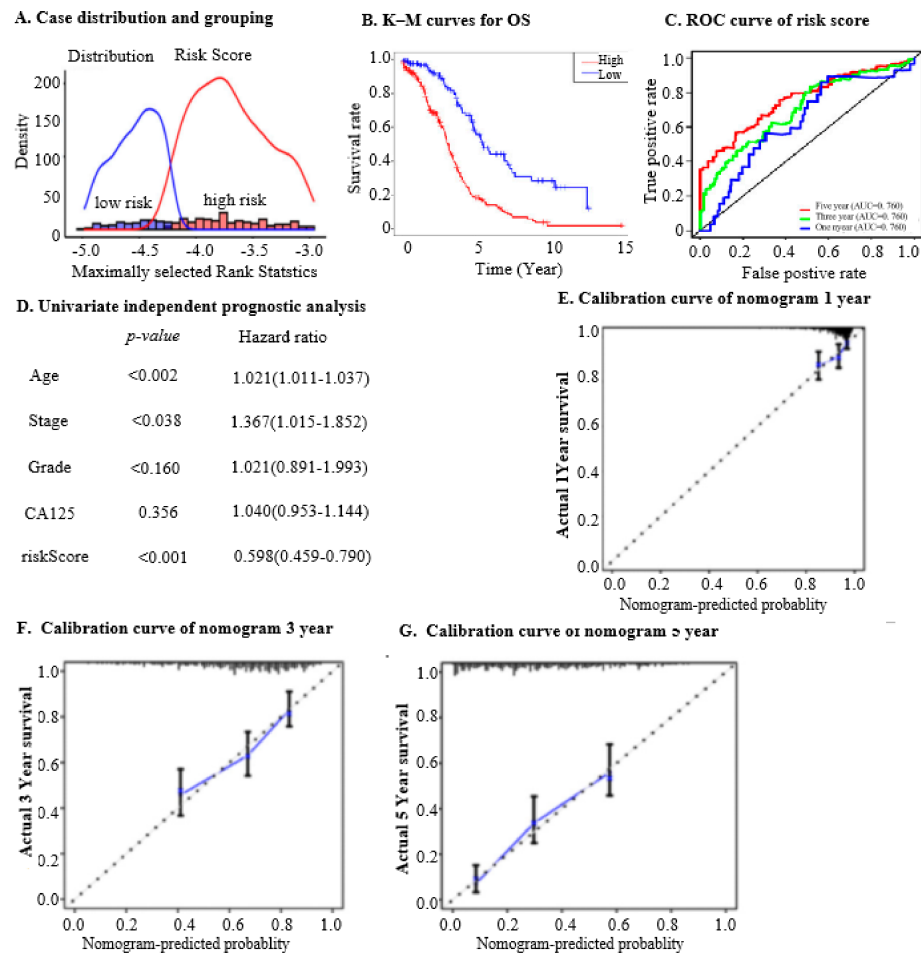 A. Case distribution and grouping
Distribution Risk Score
200
150
100
50
0
Density
low risk
high risk
-5.0 -4.5 -4.0 -3.5 -3.0
Maximally selected Rank Statstics
B. K–M curves for OS
High
Low
1.0
0.8
0.6
0.4
0.2
0
Survival rate
0 5 10 15
Time (Year)
C. ROC curve of risk score
1.0
0.8
0.6
0.4
0.2
0
True positive rate
Five year (AUC=0. 760)
Three year (AUC=0. 760)
One nyear (AUC=0. 760)
0.0 0.2 0.4 0.6 0.8 1.0
False postive rate
D. Univariate independent prognostic analysis
p-value Hazard ratio
Age <0.002 1.021(1.011-1.037)
Stage <0.038 1.367(1.015-1.852)
Grade <0.160 1.021(0.891-1.993)
CA125 0.356 1.040(0.953-1.144)
riskScore <0.001 0.598(0.459-0.790)
E. Calibration curve of nomogram 1 year
1.0
0.8
0.6
0.4
0.2
0.0
Actual 1Year survival
0.0 0.2 0.4 0.6 0.8 1.0
Nomogram-predicted probablity
F. Calibration curve of nomogram 3 year
1.0
0.8
0.6
0.4
0.2
0.0
Actual 3 Year survival
0.0 0.2 0.4 0.6 0.8 1.0
Nomogram-predicted probablity
G. Calibration curve of nomogram 5 year
1.0
0.8
0.6
0.4
0.2
0.0
Actual 5 Year survival
0.0 0.2 0.4 0.6 0.8 1.0
Nomogram-predicted probablity